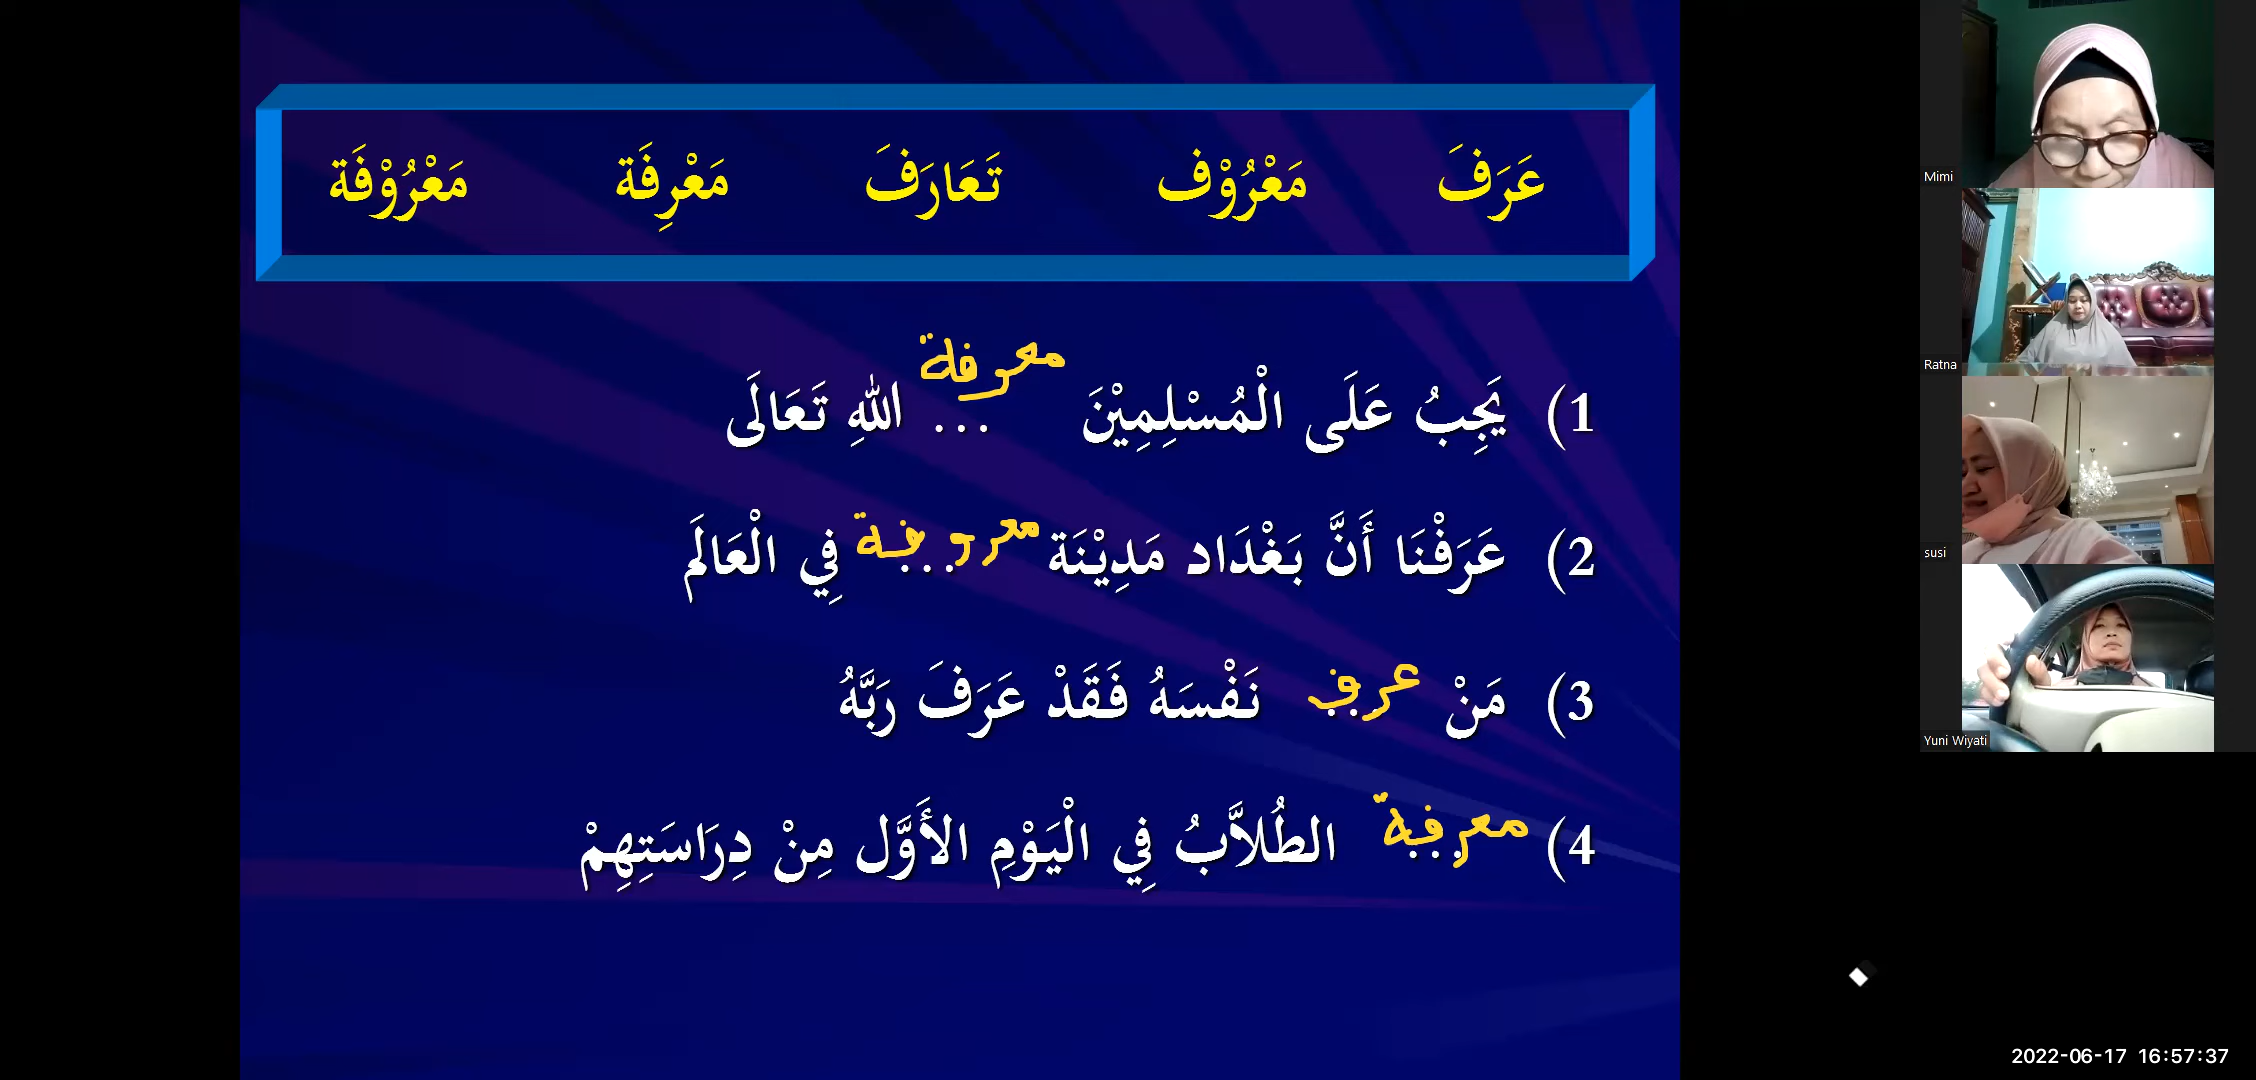 عَرَفَ مَعْرُوْف تَعَارَفَ مَعْرِفَة مَعْرُوْفَة
معرفة
1) يَجِبُ عَلَى الْمُسْلِمِيْنَ ... اللهِ تَعَالَى
2) عَرَفْنَا أَنَّ بَغْدَاد مَدِيْنَة معروفة... فِي الْعَالَم
3) مَنْ عرف... نَفْسَهُ فَقَدْ عَرَفَ رَبَّهُ
4) معرفة... الطُلاَّبُ فِي الْيَوْمِ الأَوَّل مِنْ دِرَاسَتِهِمْ
Mimi
Ratna
susi
Yuni Wiyati
2022-06-17 16:57:37